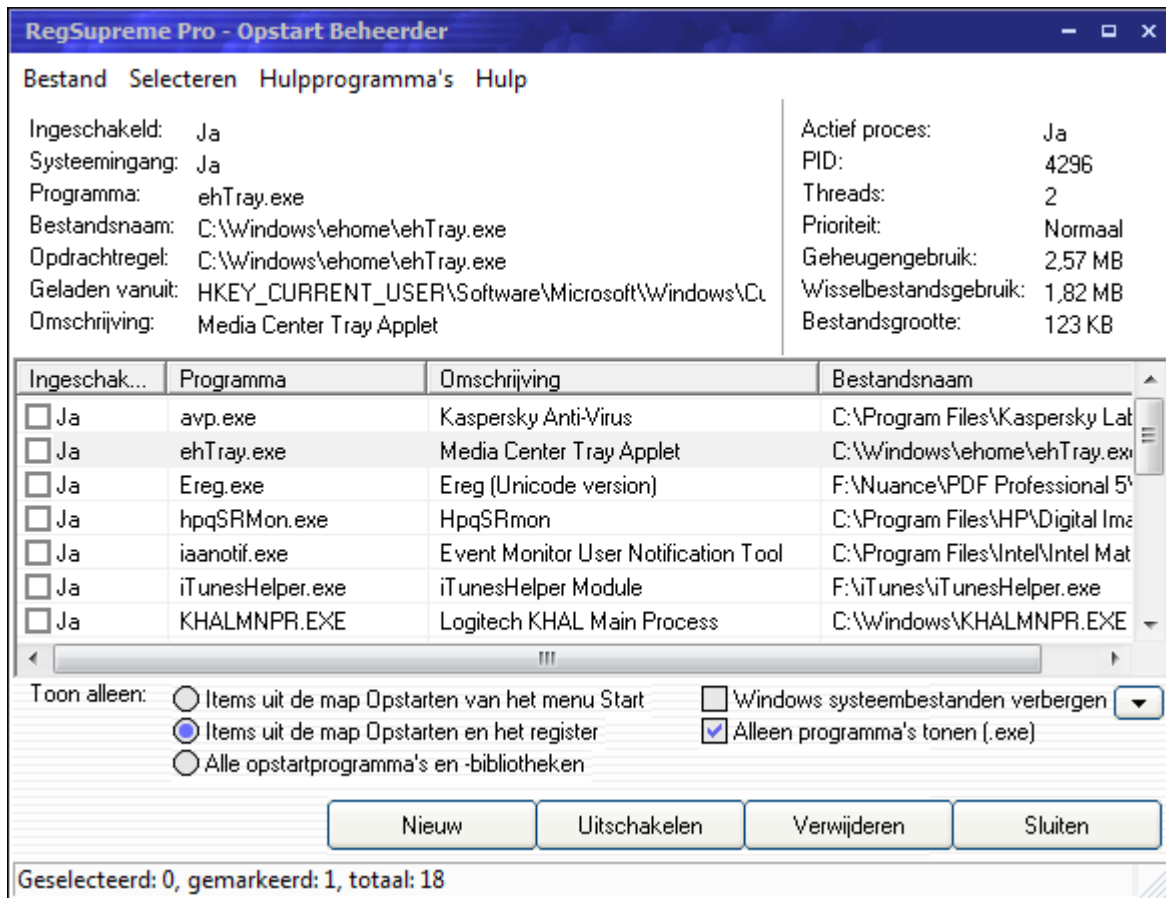 RegSupreme Pro - Opstart Beheerder
Bestand Selecteren Hulpprogramma's Hulp
Ingeschakeld: Ja
Systeemingang: Ja
Programma: ehTray.exe
Bestandsnaam: C:\Windows\ehome\ehTray.exe
Opdrachtregel: C:\Windows\ehome\ehTray.exe
Geladen vanuit: HKEY_CURRENT_USER\Software\Microsoft\Windows\Cu
Omschrijving: Media Center Tray Applet
Actief proces: Ja
PID: 4296
Threads: 2
Prioriteit: Normaal
Geheugengebruik: 2,57 MB
Wisselbestandsgebruik: 1,82 MB
Bestandsgrootte: 123 KB
Ingeschak... Programma Omschrijving Bestandsnaam
Ja avp.exe Kaspersky Anti-Virus C:\Program Files\Kaspersky Lab
Ja ehTray.exe Media Center Tray Applet C:\Windows\ehome\ehTray.exe
Ja Ereg.exe Ereg (Unicode version) F:\Nuance\PDF Professional 5\
Ja hpqSRMon.exe HpqSRmon C:\Program Files\HP\Digital Ima
Ja iaanotif.exe Event Monitor User Notification Tool C:\Program Files\Intel\Intel Mat
Ja iTunesHelper.exe iTunesHelper Module F:\iTunes\iTunesHelper.exe
Ja KHALMNPR.EXE Logitech KHAL Main Process C:\Windows\KHALMNPR.EXE
Toon alleen: Items uit de map Opstarten van het menu Start Windows systeembestanden verbergen
Items uit de map Opstarten en het register Alleen programma's tonen (.exe)
Alle opstartprogramma's en -bibliotheken
Nieuw Uitschakelen Verwijderen Sluiten
Geselecteerd: 0, gemarkeerd: 1, totaal: 18